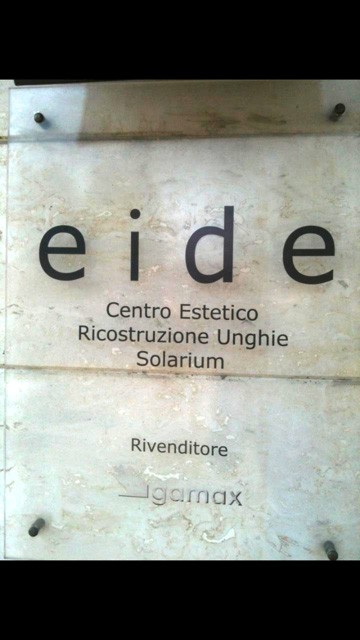 eide
Centro Estetico
Ricostruzione Unghie
Solarium
Rivenditore
gamax